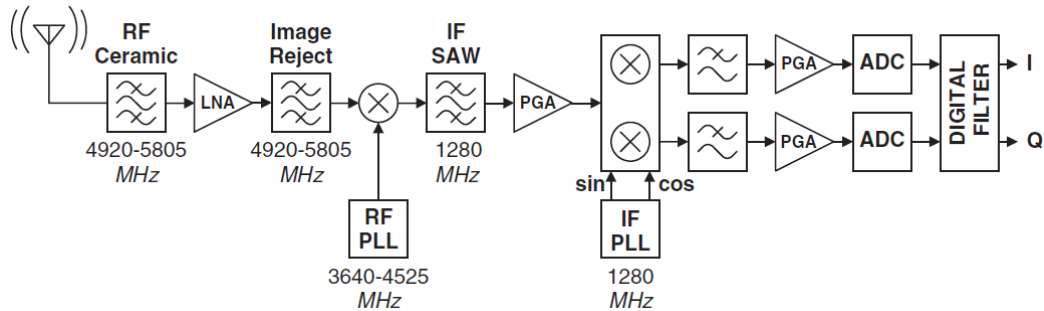 RF
Ceramic
Image
Reject
IF
SAW
LNA
PGA
PGA
ADC
PGA
ADC
DIGITAL
FILTER
I
Q
4920-5805
MHz
4920-5805
MHz
1280
MHz
sin
cos
RF
PLL
IF
PLL
3640-4525
MHz
1280
MHz